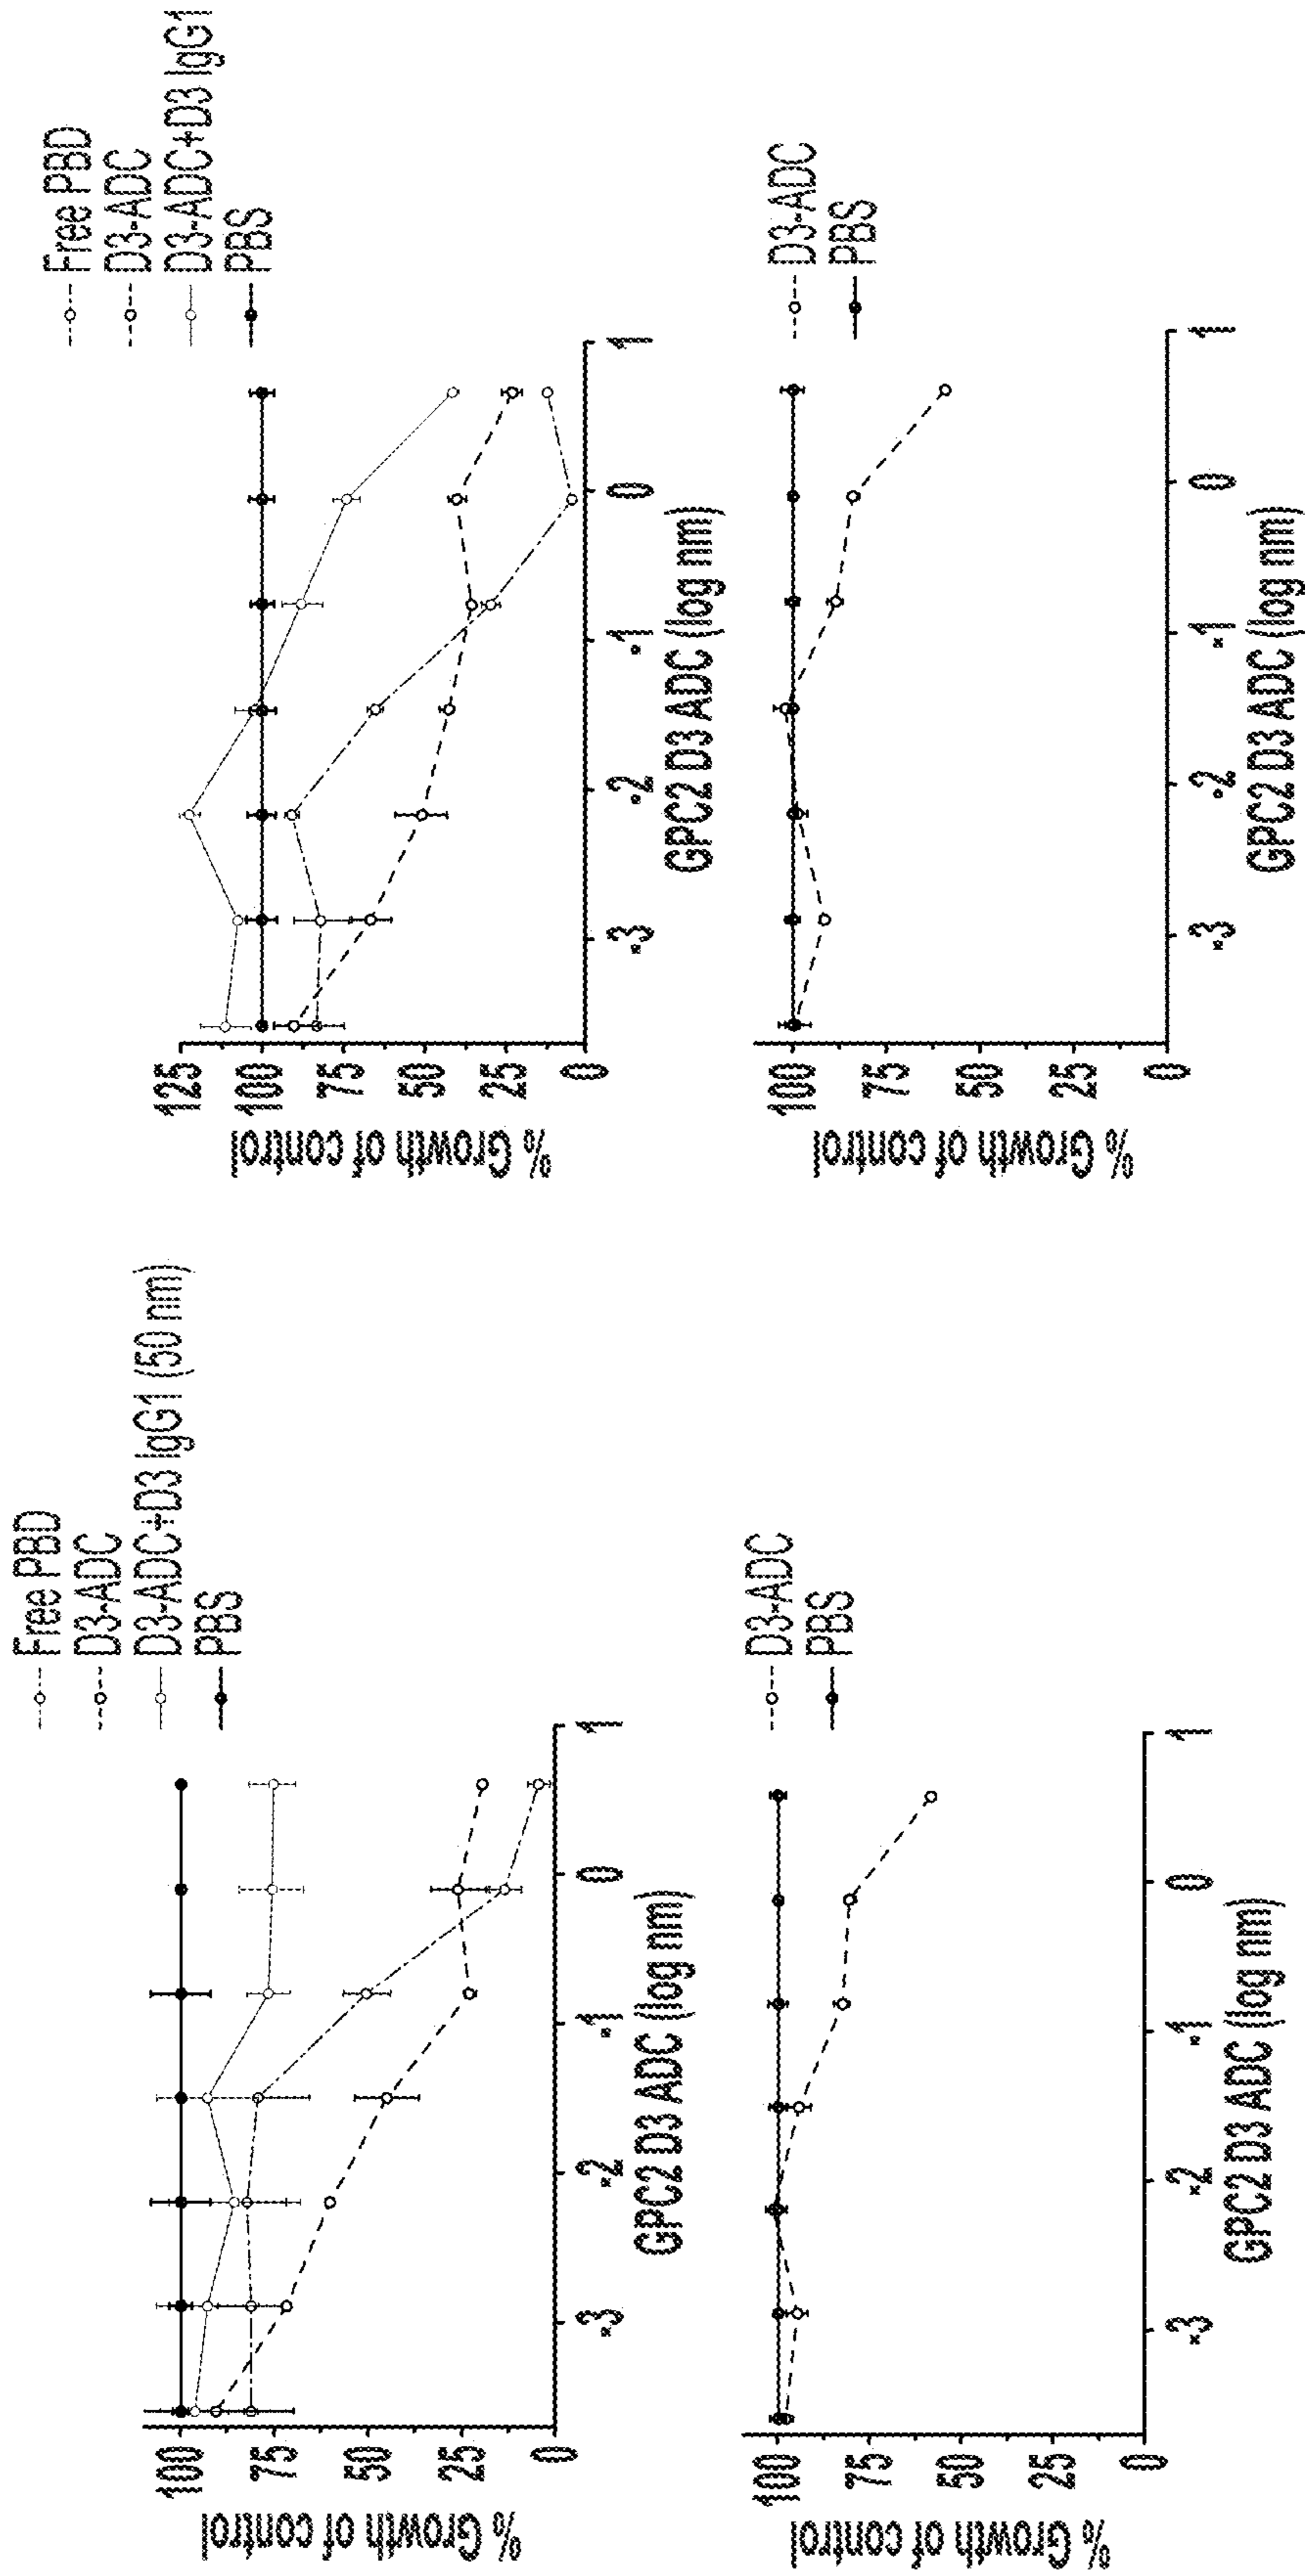 Free PBD
D3-ADC
D3-ADC+D3 IgG1 (50 nm)
PBS
% Growth of control
100
75
50
25
0
-3
-2
-1
0
1
GPC2 D3 ADC (log nm)
Free PBD
D3-ADC
D3-ADC+D3 IgG1
PBS
% Growth of control
125
100
75
50
25
0
-3
-2
-1
0
1
GPC2 D3 ADC (log nm)
D3-ADC
PBS
% Growth of control
100
75
50
25
0
-3
-2
-1
0
1
GPC2 D3 ADC (log nm)
D3-ADC
PBS
% Growth of control
100
75
50
25
0
-3
-2
-1
0
1
GPC2 D3 ADC (log nm)